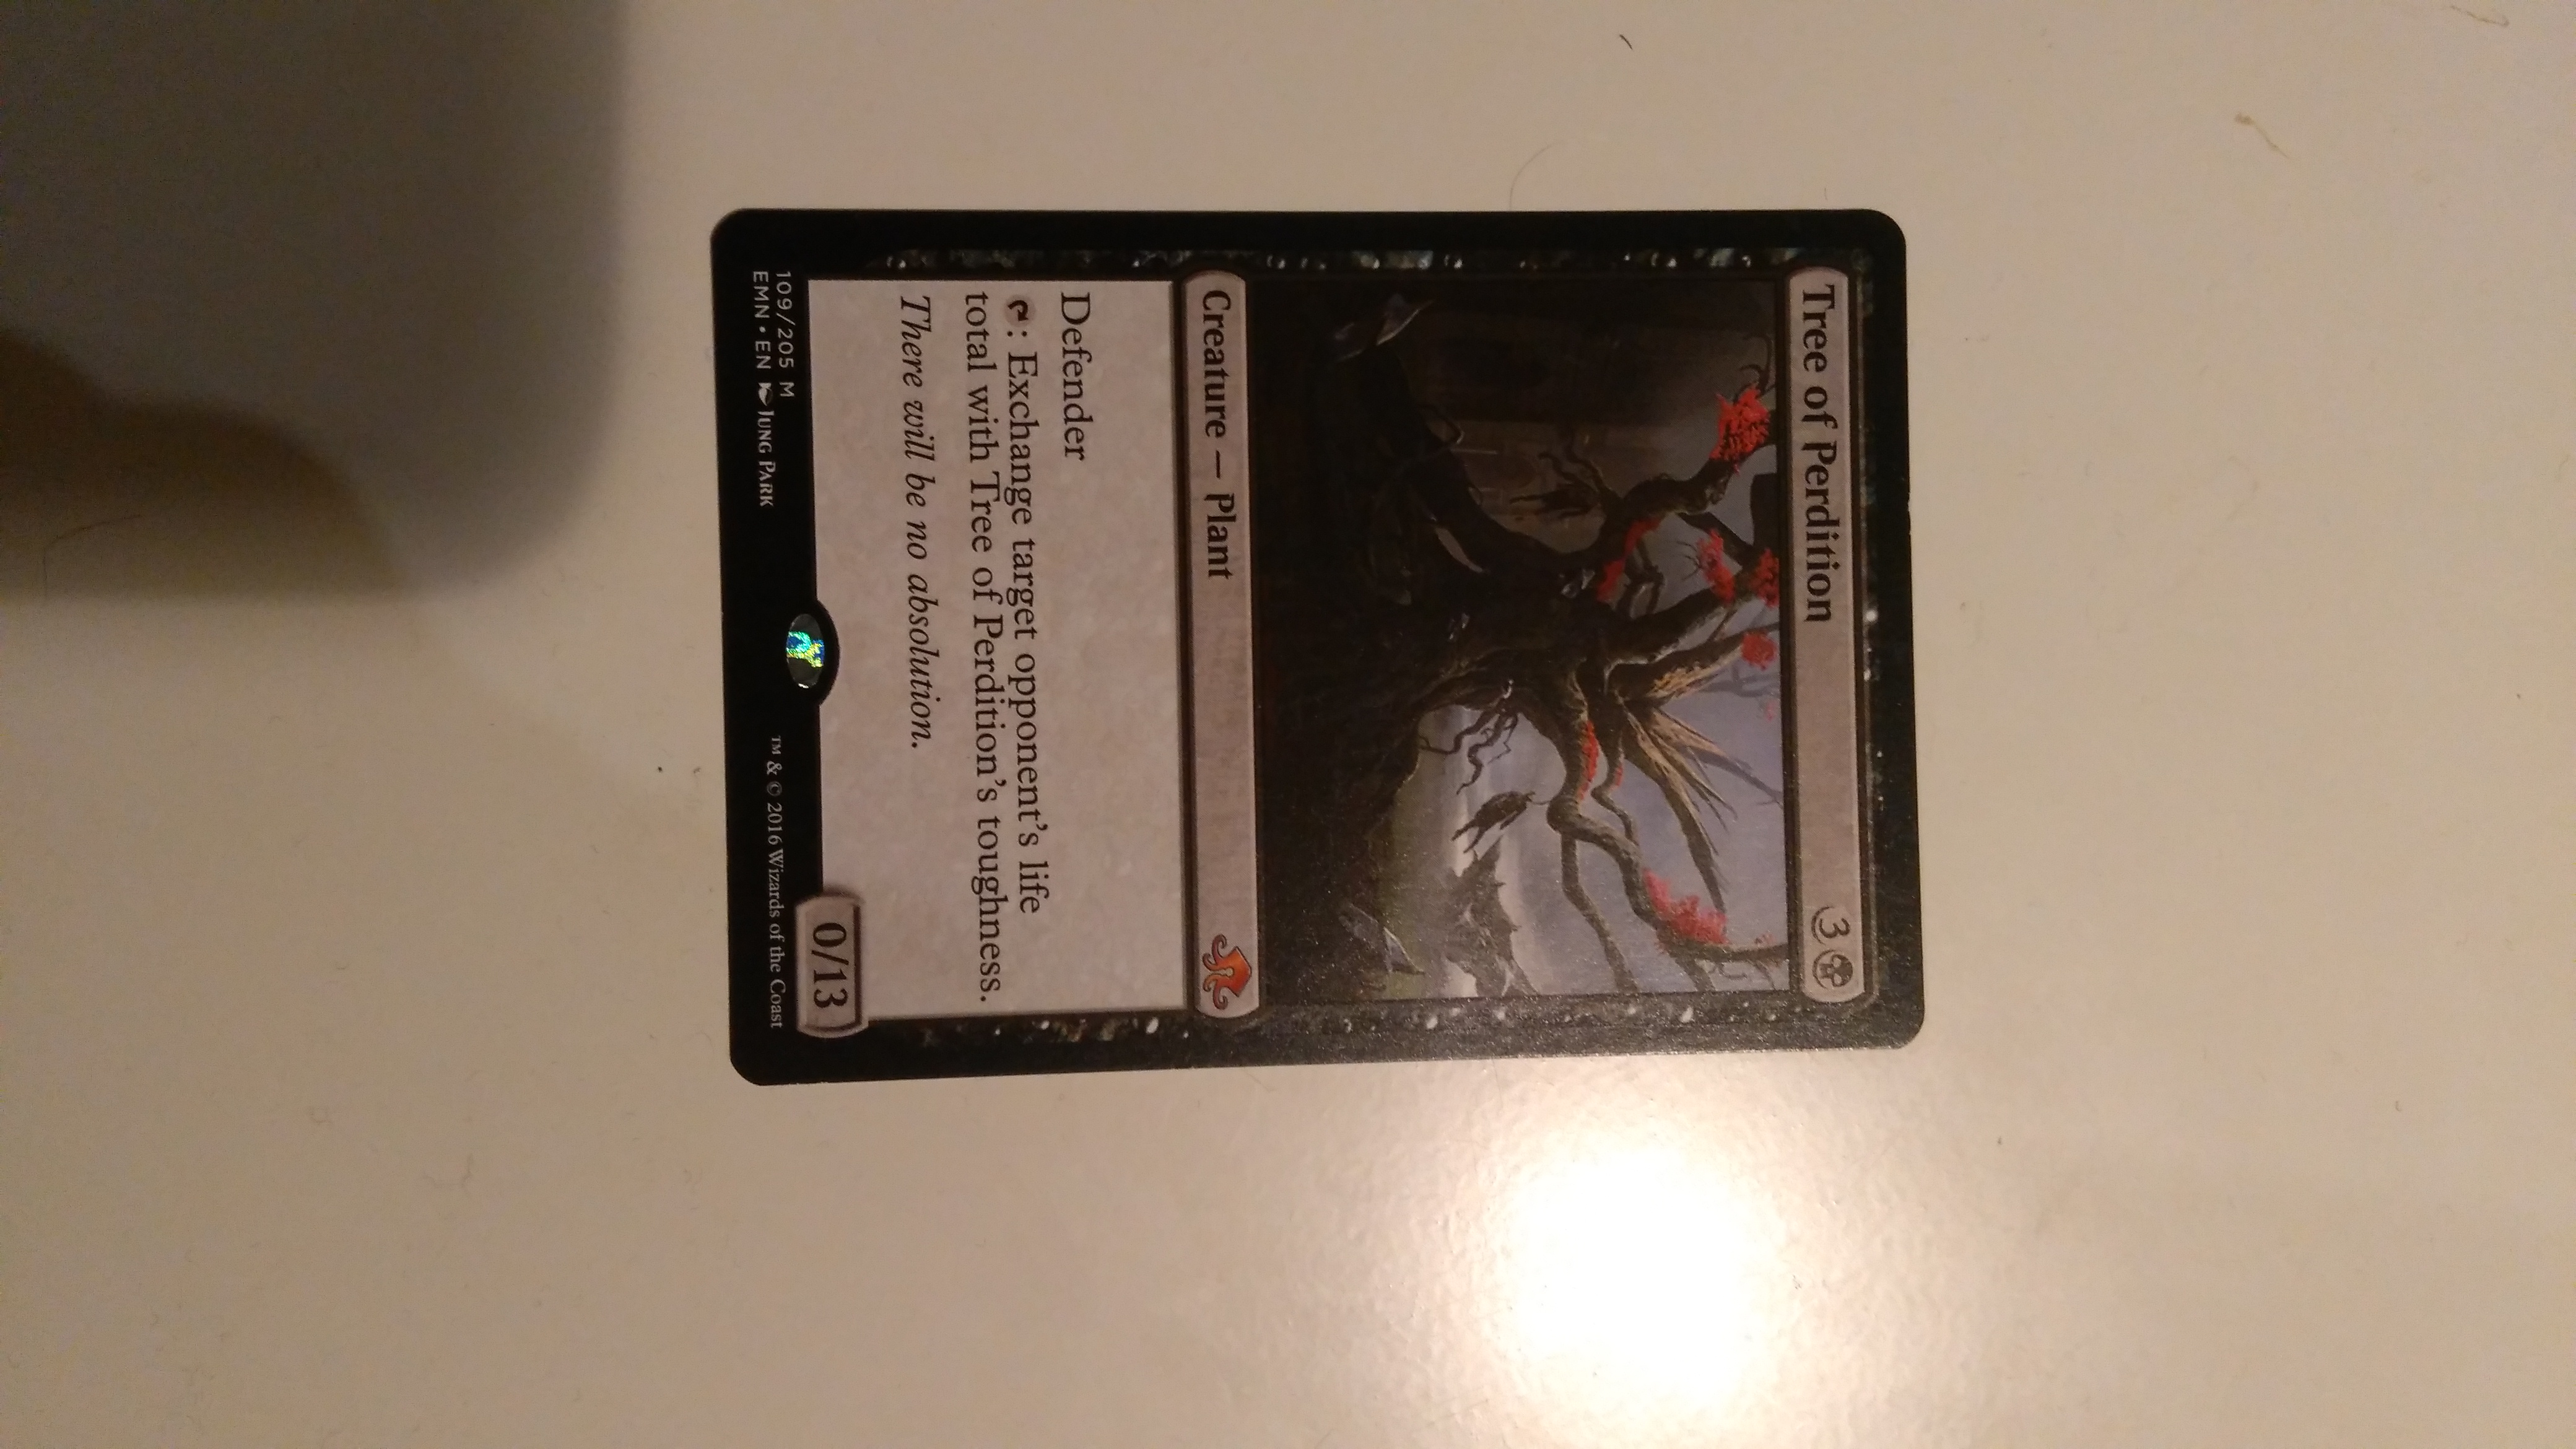 Tree of Perdition 3
Creature — Plant
Defender
: Exchange target opponent's life
total with Tree of Perdition's toughness.
There will be no absolution.
0/13
109/205 M
EMN • EN JUNG PARK
™ & © 2016 Wizards of the Coast